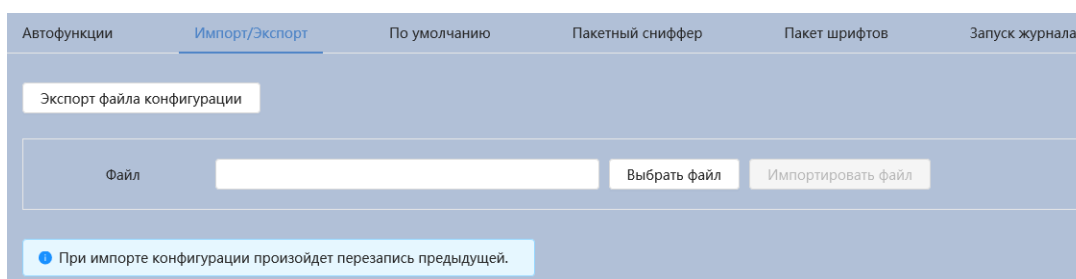 Автофункции Импорт/Экспорт По умолчанию Пакетный сниффер Пакет шрифтов Запуск журнала
Экспорт файла конфигурации
Файл Выбрать файл Импортировать файл
При импорте конфигурации произойдет перезапись предыдущей.